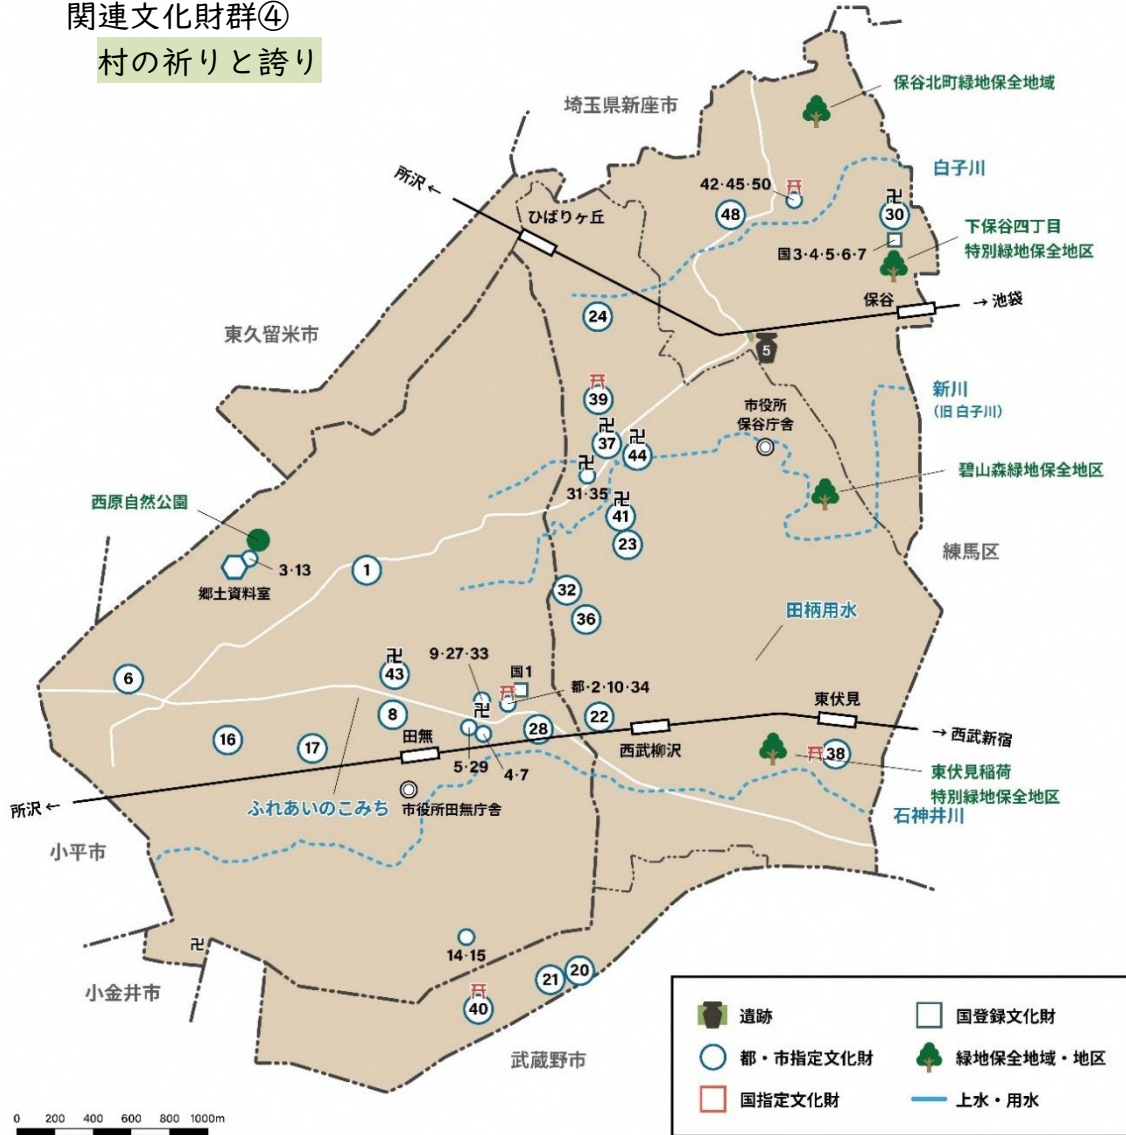 関連文化財群④
村の祈りと誇り
保谷北町緑地保全地域
埼玉県新座市
白子川
所沢←
42·45·50
ひばりヶ丘
48
30
下保谷四丁目
特別緑地保全地区
国3·4·5·6·7
保谷
→池袋
24
東久留米市
5
39
新川
(旧 白子川)
市役所
保谷庁舎
37
44
碧山森緑地保全地区
31·35
西原自然公園
41
23
練馬区
3·13
郷土資料室
1
32
36
田柄用水
9·27·33
国1
6
43
都·2·10·34
東伏見
8
22
16
17
田無
28
西武柳沢
→西武新宿
38
5·29
4·7
東伏見稲荷
特別緑地保全地区
所沢←
ふれあいのこみち
市役所田無庁舎
石神井川
小平市
14·15
21
20
小金井市
40
武蔵野市
遺跡
国登録文化財
都・市指定文化財
緑地保全地域・地区
国指定文化財
上水・用水
0 200 400 600 800 1000m